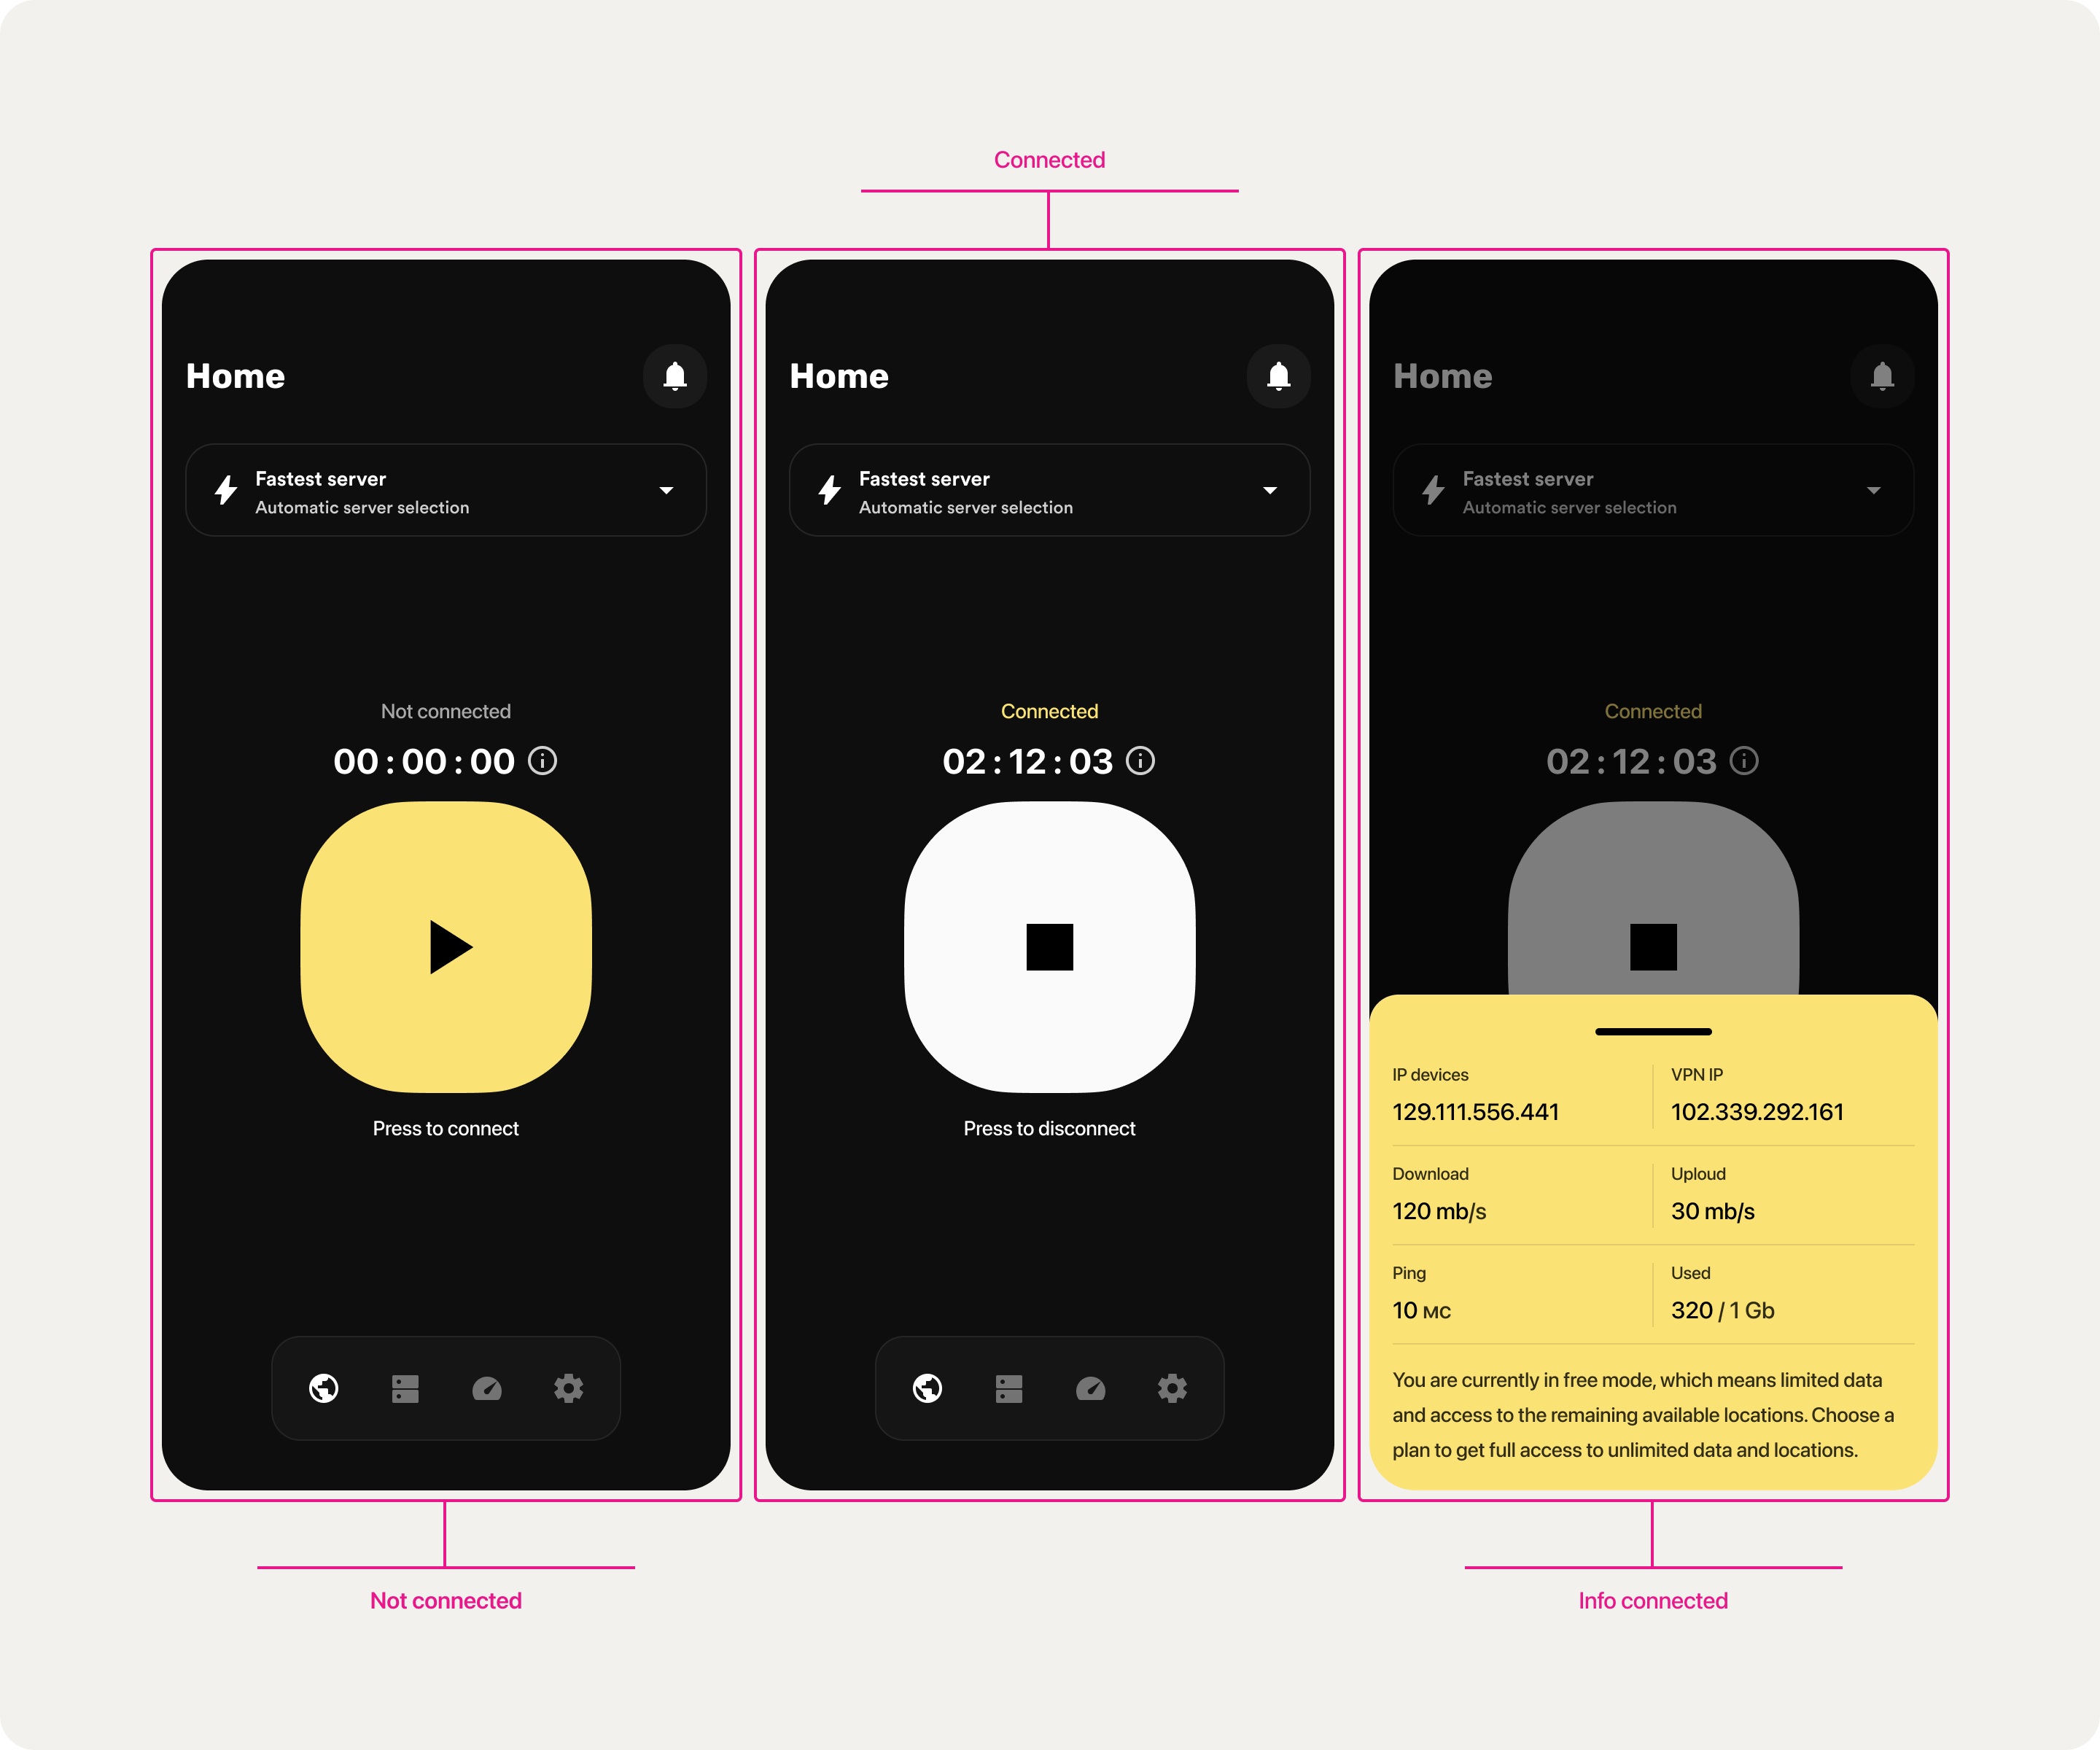 Connected
Home
Fastest server
Automatic server selection
Not connected
00 : 00 : 00
Press to connect
Not connected
Home
Fastest server
Automatic server selection
Connected
02 : 12 : 03
Press to disconnect
Home
Fastest server
Automatic server selection
Connected
02 : 12 : 03
IP devices
129.111.556.441
VPN IP
102.339.292.161
Download
120 mb/s
Uploud
30 mb/s
Ping
10 мс
Used
320 / 1 Gb
You are currently in free mode, which means limited data
and access to the remaining available locations. Choose a
plan to get full access to unlimited data and locations.
Info connected